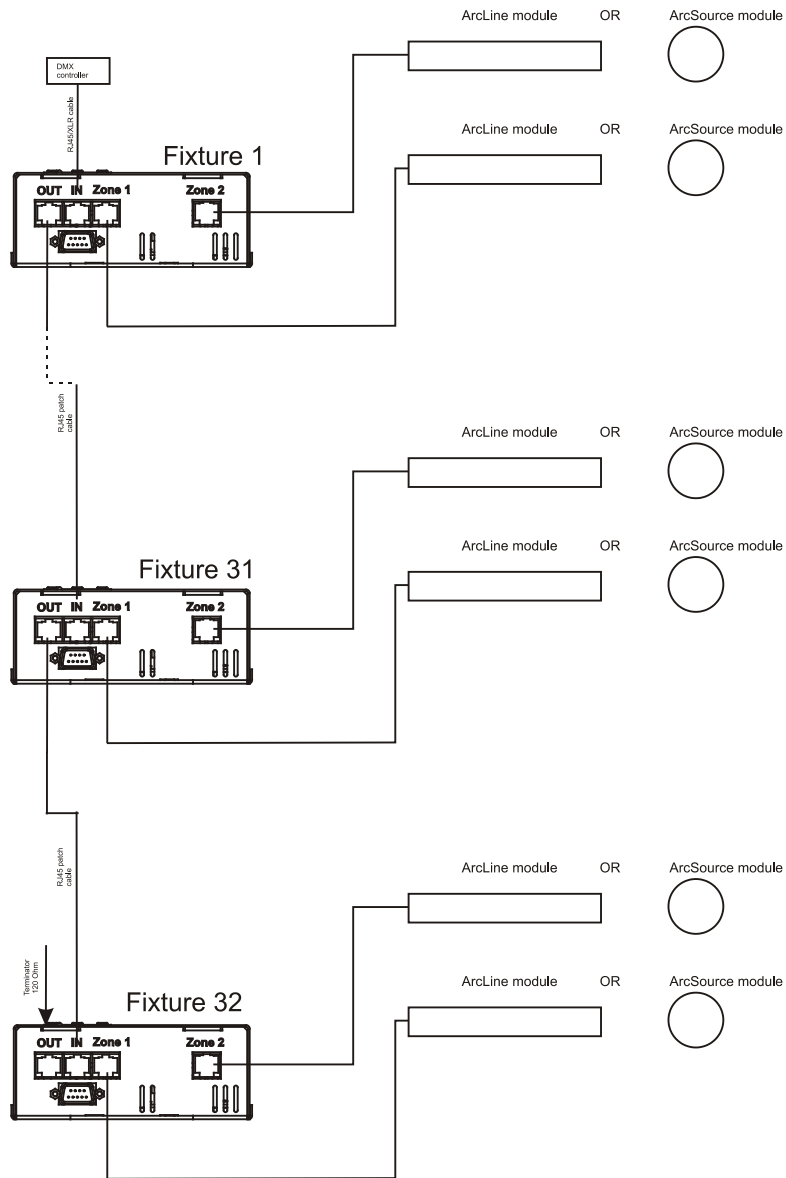 ArcLine module OR ArcSource module
DMX
controller
RJ45/XLR cable
ArcLine module OR ArcSource module
Fixture 1
OUT IN Zone 1 Zone 2
RJ45 patch
cable
ArcLine module OR ArcSource module
ArcLine module OR ArcSource module
Fixture 31
OUT IN Zone 1 Zone 2
RJ45 patch
cable
ArcLine module OR ArcSource module
Terminator
120 Ohm
ArcLine module OR ArcSource module
Fixture 32
OUT IN Zone 1 Zone 2